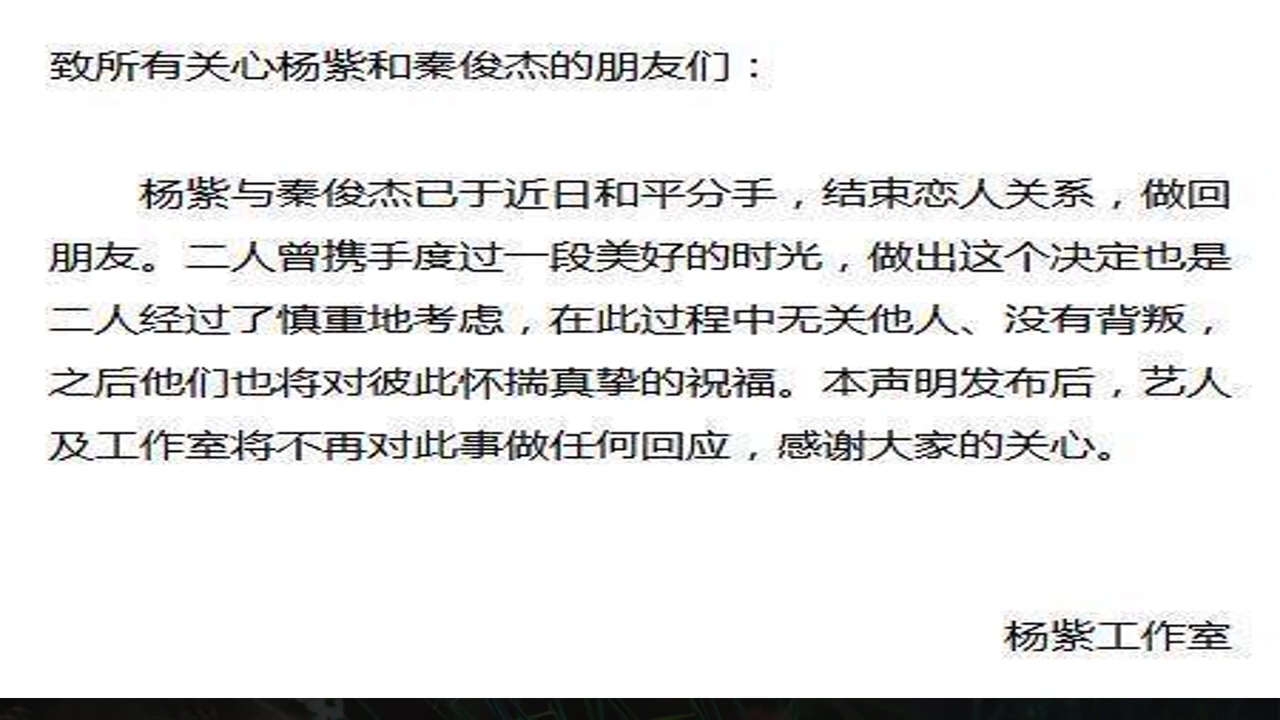 致所有关心杨紫和秦俊杰的朋友们：
杨紫与秦俊杰已于近日和平分手，结束恋人关系，做回
朋友。二人曾携手度过一段美好的时光，做出这个决定也是
二人经过了慎重地考虑，在此过程中无关他人、没有背叛，
之后他们也将对彼此怀揣真挚的祝福。本声明发布后，艺人
及工作室将不再对此事做任何回应，感谢大家的关心。
杨紫工作室